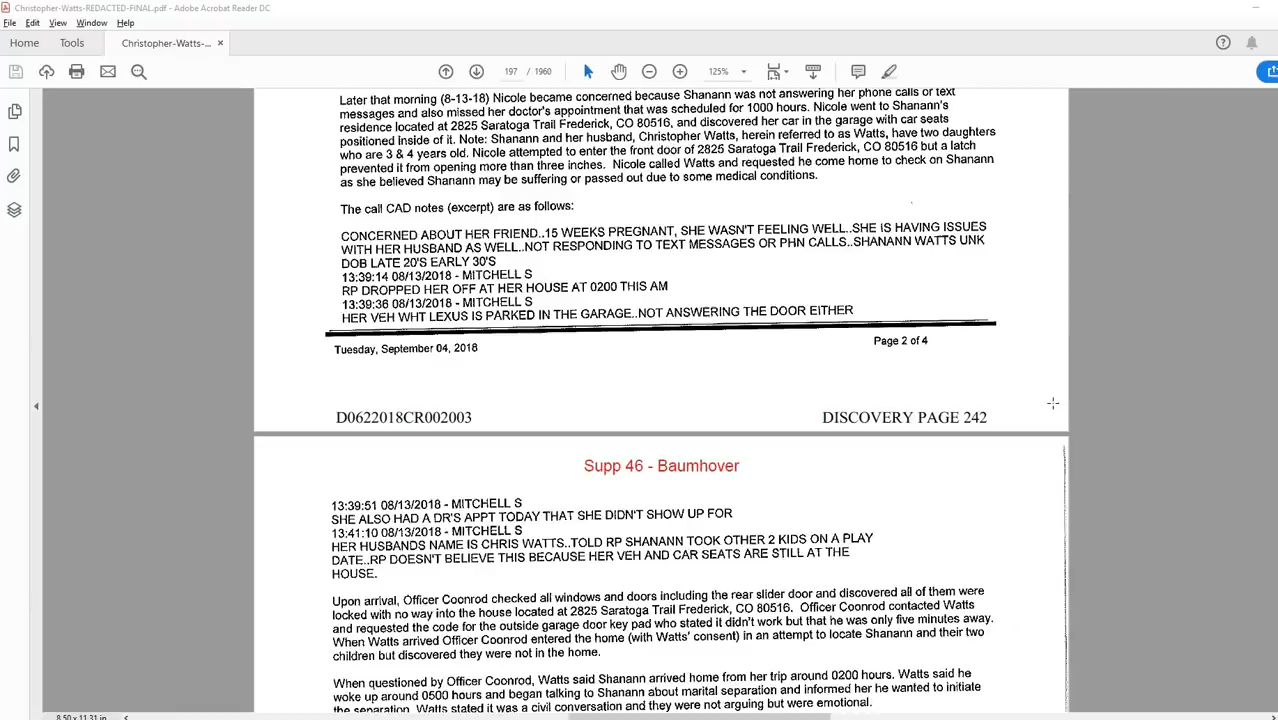 Christopher-Watts-REDACTED-FINAL.pdf - Adobe Acrobat Reader DC
File Edit View Window Help
Home Tools Christopher-Watts-... ×
197 / 1960 125%
Later that morning (8-13-18) Nicole became concerned because Shanann was not answering her phone calls or text
messages and also missed her doctor's appointment that was scheduled for 1000 hours. Nicole went to Shanann's
residence located at 2825 Saratoga Trail Frederick, CO 80516, and discovered her car in the garage with car seats
positioned inside of it. Note: Shanann and her husband, Christopher Watts, herein referred to as Watts, have two daughters
who are 3 & 4 years old. Nicole attempted to enter the front door of 2825 Saratoga Trail Frederick, CO 80516 but a latch
prevented it from opening more than three inches. Nicole called Watts and requested he come home to check on Shanann
as she believed Shanann may be suffering or passed out due to some medical conditions.
The call CAD notes (excerpt) are as follows:
CONCERNED ABOUT HER FRIEND..15 WEEKS PREGNANT, SHE WASN'T FEELING WELL..SHE IS HAVING ISSUES
WITH HER HUSBAND AS WELL..NOT RESPONDING TO TEXT MESSAGES OR PHN CALLS..SHANANN WATTS UNK
DOB LATE 20'S EARLY 30'S
13:39:14 08/13/2018 - MITCHELL S
RP DROPPED HER OFF AT HER HOUSE AT 0200 THIS AM
13:39:36 08/13/2018 - MITCHELL S
HER VEH WHT LEXUS IS PARKED IN THE GARAGE..NOT ANSWERING THE DOOR EITHER
Tuesday, September 04, 2018 Page 2 of 4
D0622018CR002003 DISCOVERY PAGE 242
Supp 46 - Baumhover
13:39:51 08/13/2018 - MITCHELL S
SHE ALSO HAD A DR'S APPT TODAY THAT SHE DIDN'T SHOW UP FOR
13:41:10 08/13/2018 - MITCHELL S
HER HUSBANDS NAME IS CHRIS WATTS..TOLD RP SHANANN TOOK OTHER 2 KIDS ON A PLAY
DATE..RP DOESN'T BELIEVE THIS BECAUSE HER VEH AND CAR SEATS ARE STILL AT THE
HOUSE.
Upon arrival, Officer Coonrod checked all windows and doors including the rear slider door and discovered all of them were
locked with no way into the house located at 2825 Saratoga Trail Frederick, CO 80516. Officer Coonrod contacted Watts
and requested the code for the outside garage door key pad who stated it didn't work but that he was only five minutes away.
When Watts arrived Officer Coonrod entered the home (with Watts' consent) in an attempt to locate Shanann and their two
children but discovered they were not in the home.
When questioned by Officer Coonrod, Watts said Shanann arrived home from her trip around 0200 hours. Watts said he
woke up around 0500 hours and began talking to Shanann about marital separation and informed her he wanted to initiate
the separation. Watts stated it was a civil conversation and they were not arguing but were emotional.
8.50 x 11.31 in